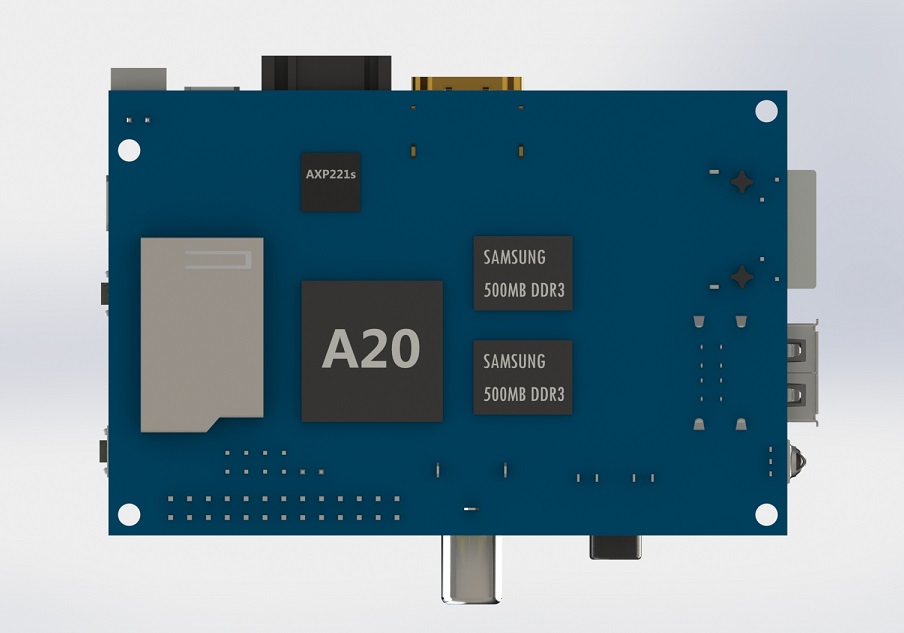 AXP221s
SAMSUNG
500MB DDR3
A20
SAMSUNG
500MB DDR3